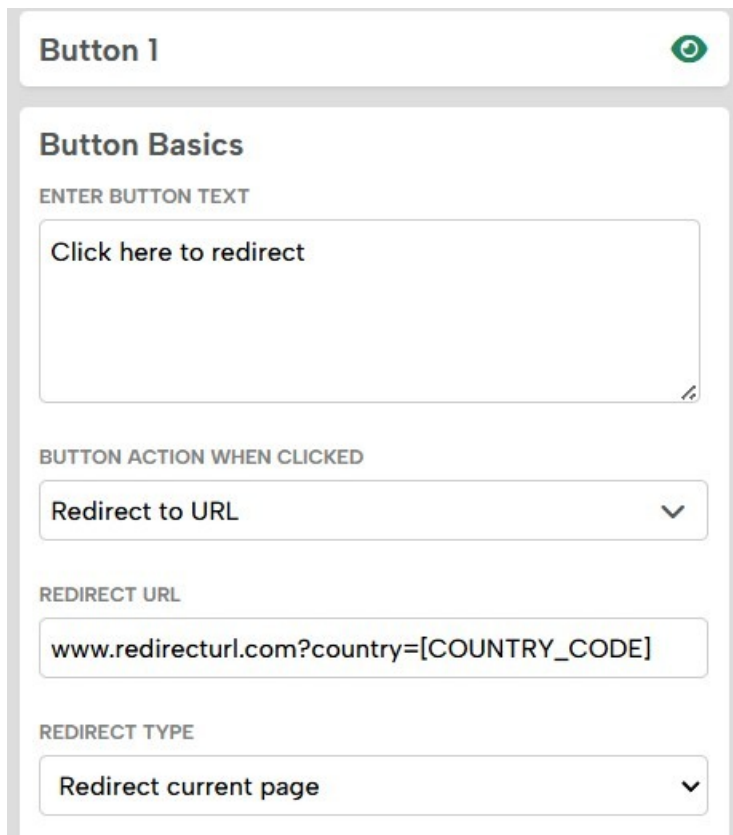 Button 1
Button Basics
ENTER BUTTON TEXT
Click here to redirect
BUTTON ACTION WHEN CLICKED
Redirect to URL
REDIRECT URL
www.redirecturl.com?country=[COUNTRY_CODE]
REDIRECT TYPE
Redirect current page